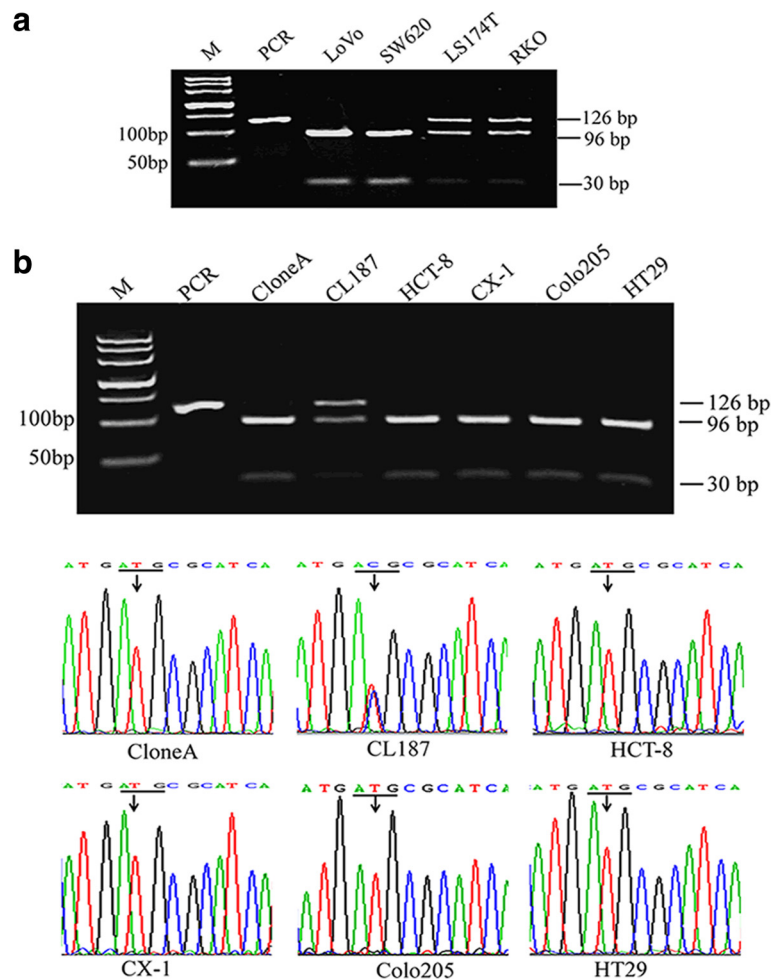 a
M PCR LoVo SW620 LS174T RKO
126 bp
100bp
96 bp
50bp
30 bp
b
M PCR CloneA CL187 HCT-8 CX-1 Colo205 HT29
126 bp
100bp
96 bp
50bp
30 bp
A T G A T G C G C A T C A
A T G A C G C G C A T C A
A T G A T G C G C A T C A
CloneA
CL187
HCT-8
A T G A T G C G C A T C A
A T G A T G C G C A T C A
A T G A T G C G C A T C A
CX-1
Colo205
HT29